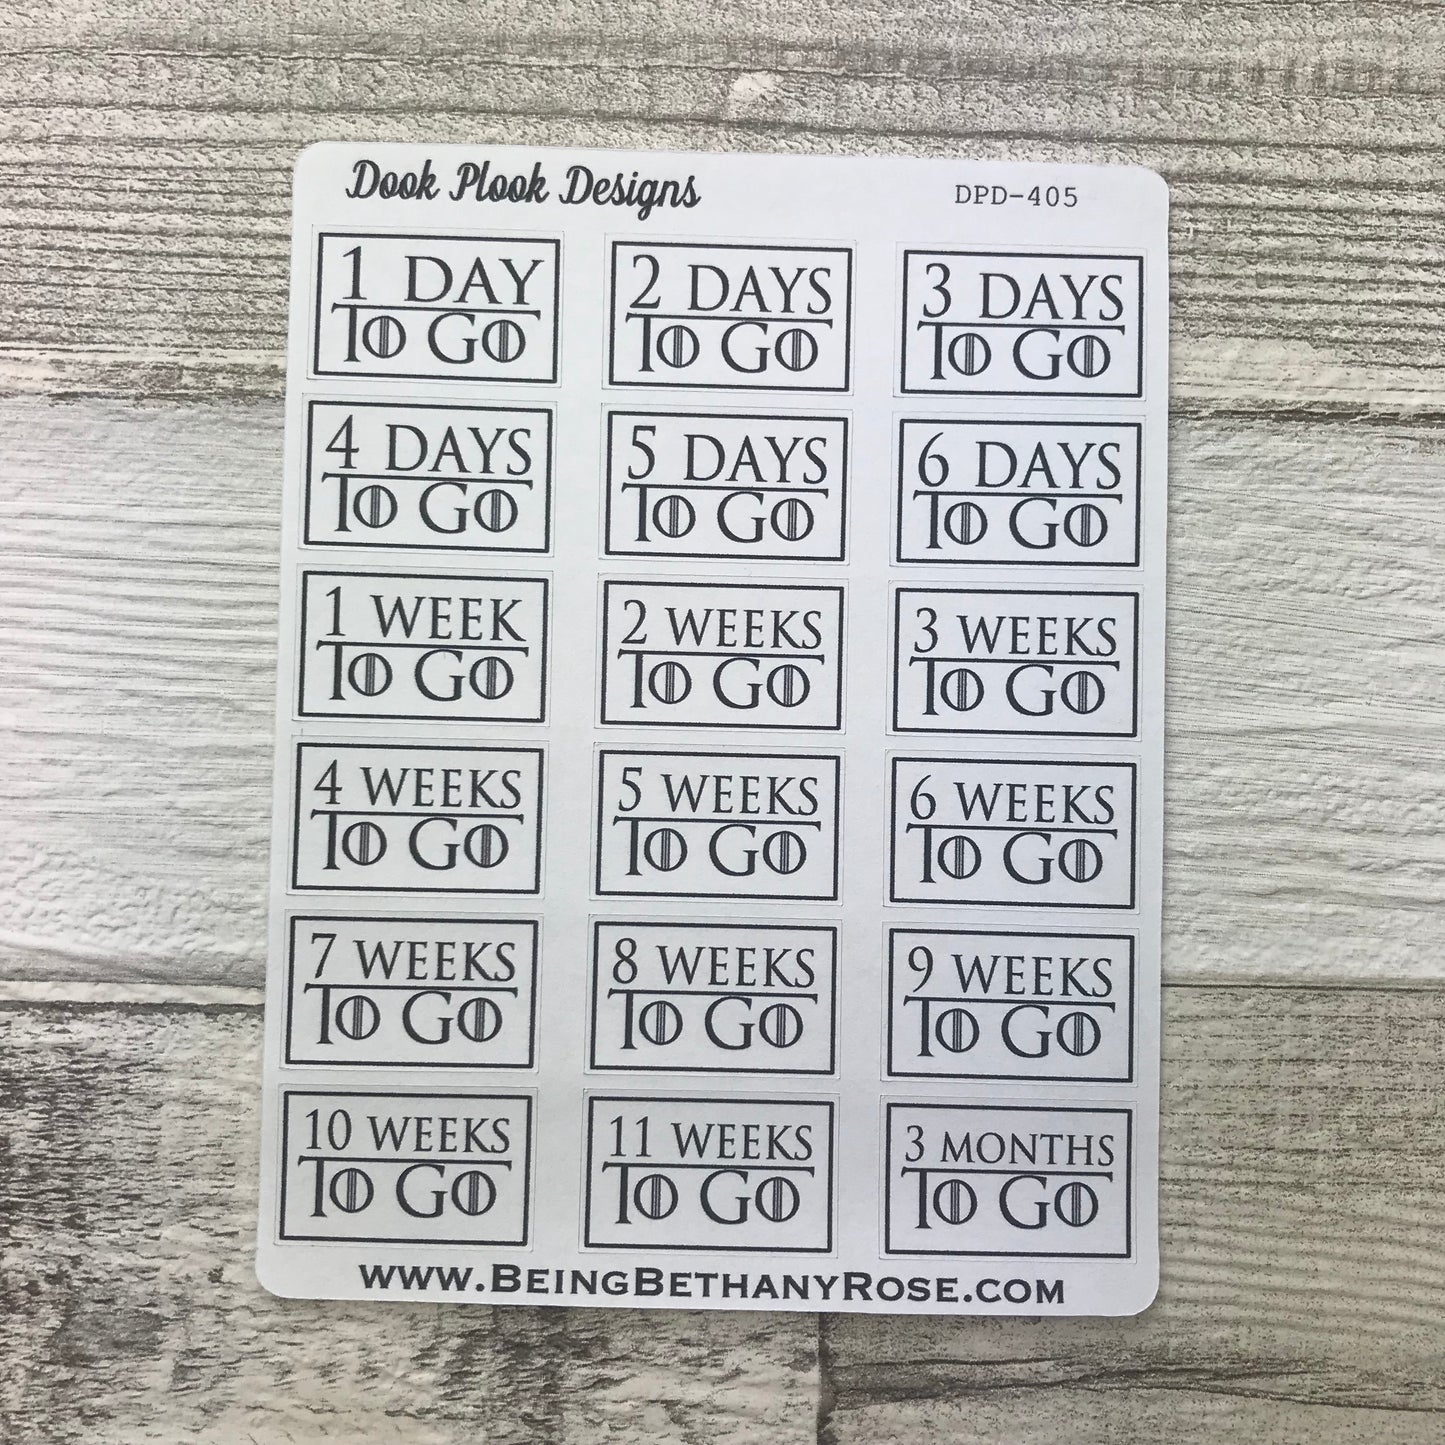 Dook Plook Designs DPD-405
1 DAY
TO GO
2 DAYS
TO GO
3 DAYS
TO GO
4 DAYS
TO GO
5 DAYS
TO GO
6 DAYS
TO GO
1 WEEK
TO GO
2 WEEKS
TO GO
3 WEEKS
TO GO
4 WEEKS
TO GO
5 WEEKS
TO GO
6 WEEKS
TO GO
7 WEEKS
TO GO
8 WEEKS
TO GO
9 WEEKS
TO GO
10 WEEKS
TO GO
11 WEEKS
TO GO
3 MONTHS
TO GO
www.BeingBethanyRose.com